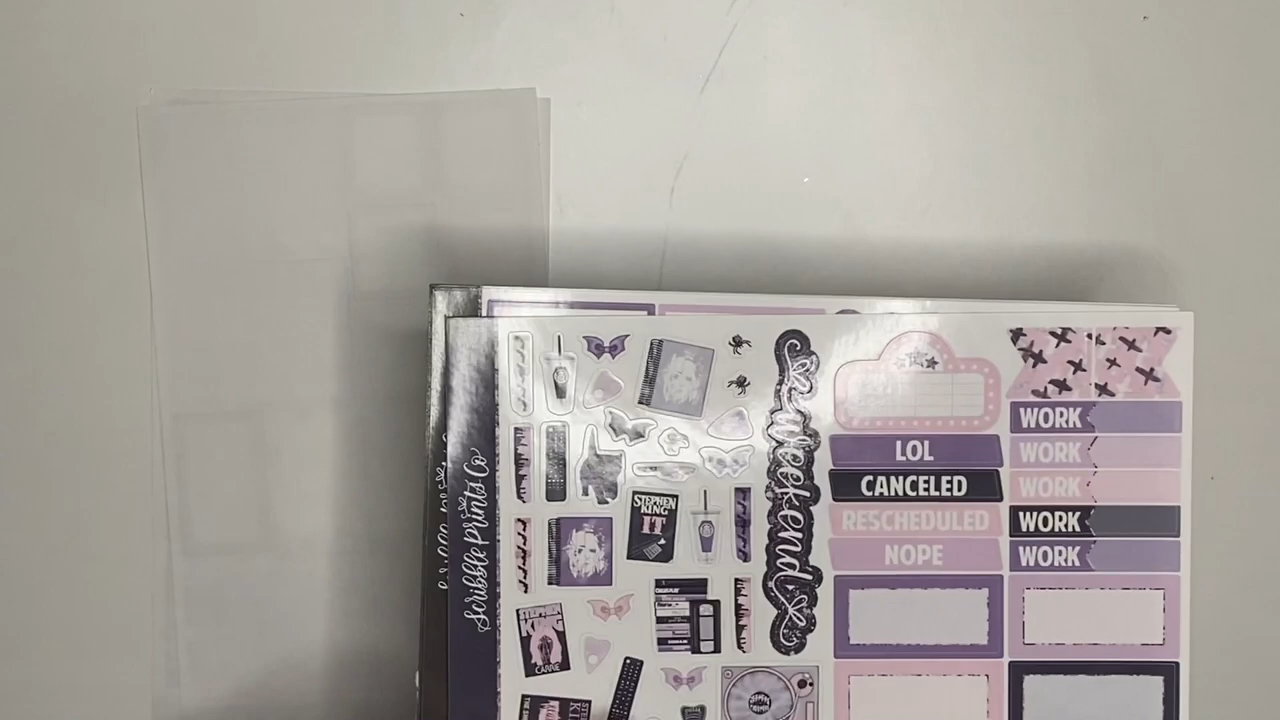 Scribble Prints Co
weekend
LOL
CANCELED
RESCHEDULED
NOPE
WORK
WORK
WORK
WORK
WORK
STEPHEN
KING
IT
STEPHEN
KING
CARRIE